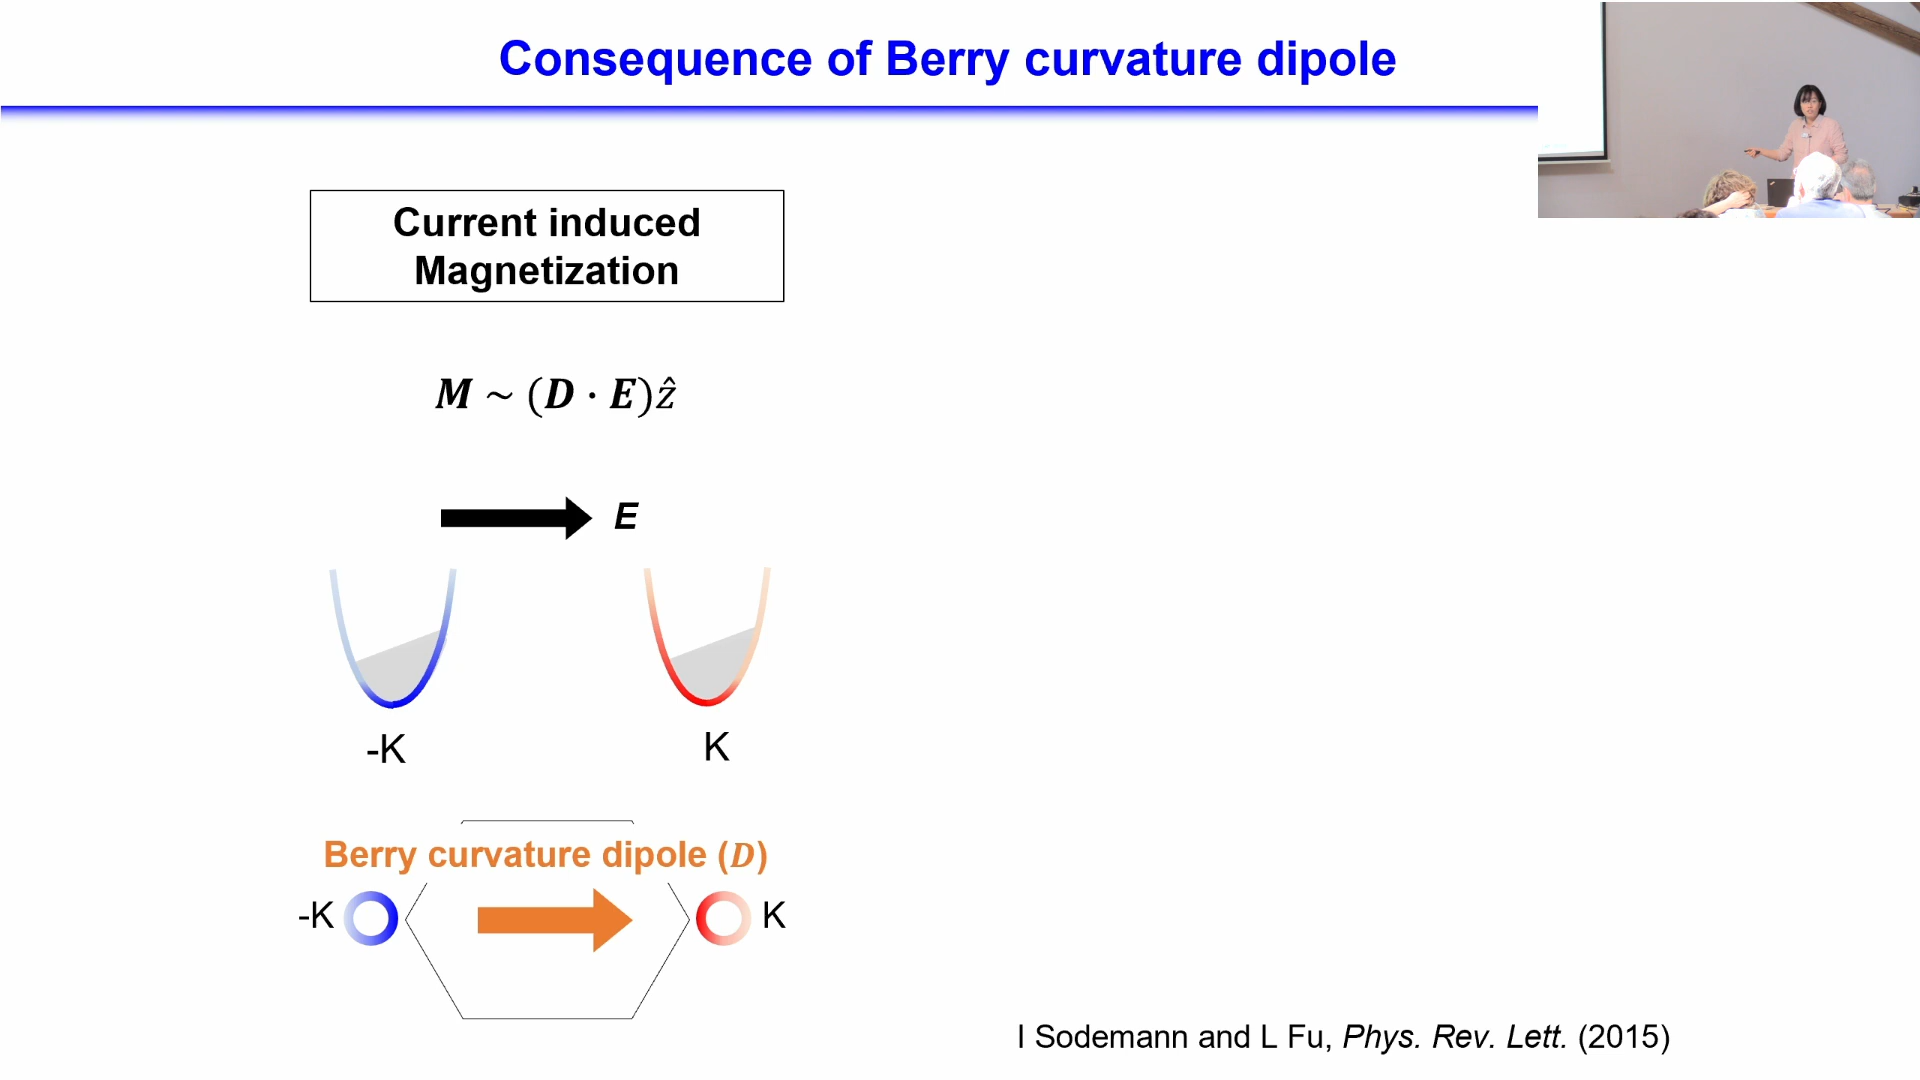 Consequence of Berry curvature dipole
Current induced
Magnetization
M ~ (D · E)ẑ
E
-K
K
Berry curvature dipole (D)
-K
K
I Sodemann and L Fu, Phys. Rev. Lett. (2015)